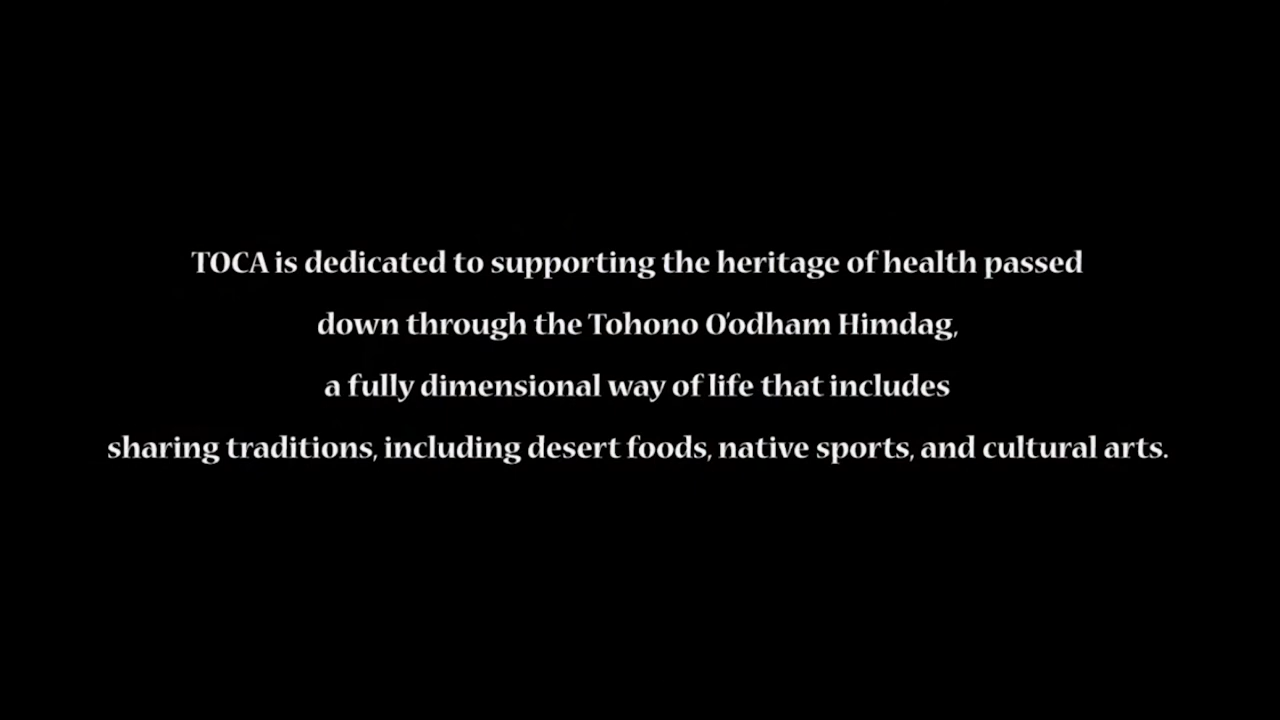 TOCA is dedicated to supporting the heritage of health passed
down through the Tohono O'odham Himdag,
a fully dimensional way of life that includes
sharing traditions, including desert foods, native sports, and cultural arts.